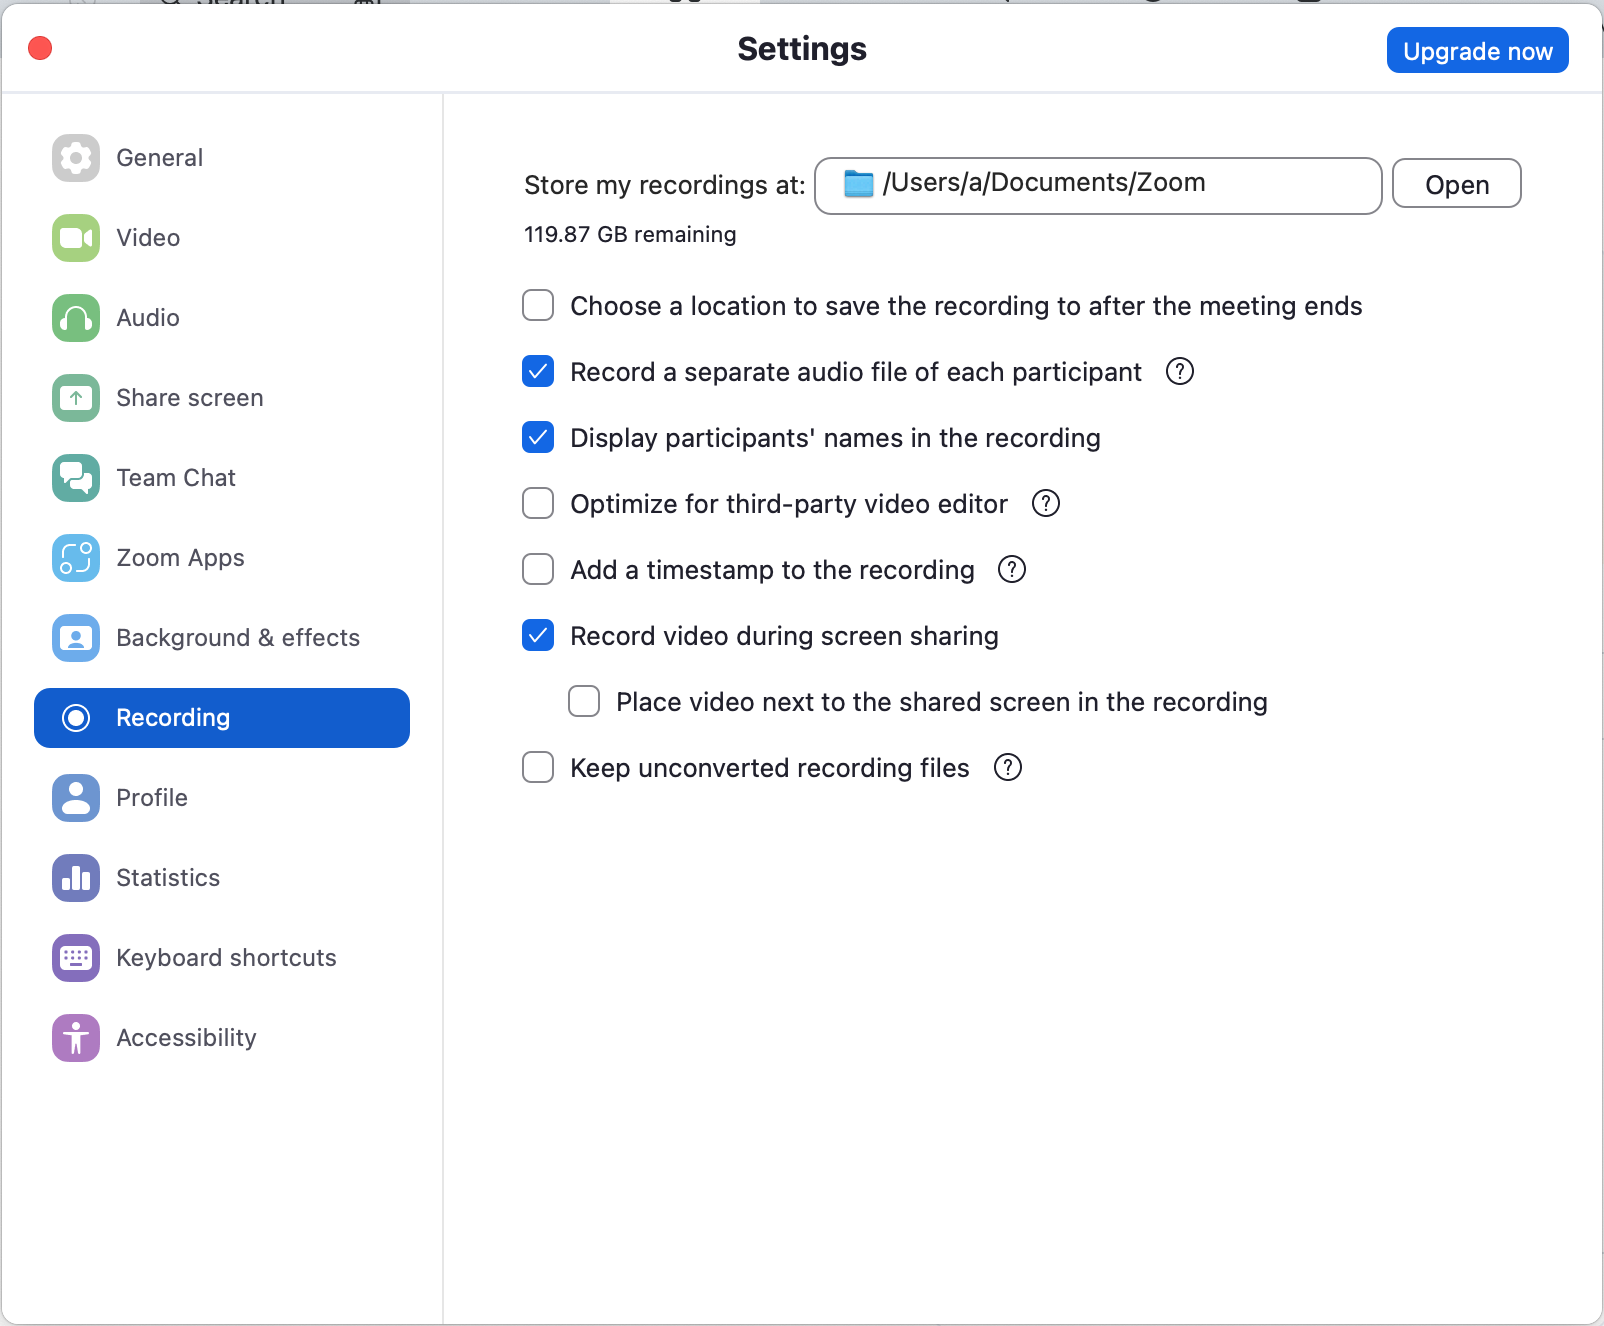 Settings
Upgrade now
General
Video
Audio
Share screen
Team Chat
Zoom Apps
Background & effects
Recording
Profile
Statistics
Keyboard shortcuts
Accessibility
Store my recordings at: /Users/a/Documents/Zoom Open
119.87 GB remaining
Choose a location to save the recording to after the meeting ends
Record a separate audio file of each participant ?
Display participants' names in the recording
Optimize for third-party video editor ?
Add a timestamp to the recording ?
Record video during screen sharing
Place video next to the shared screen in the recording
Keep unconverted recording files ?